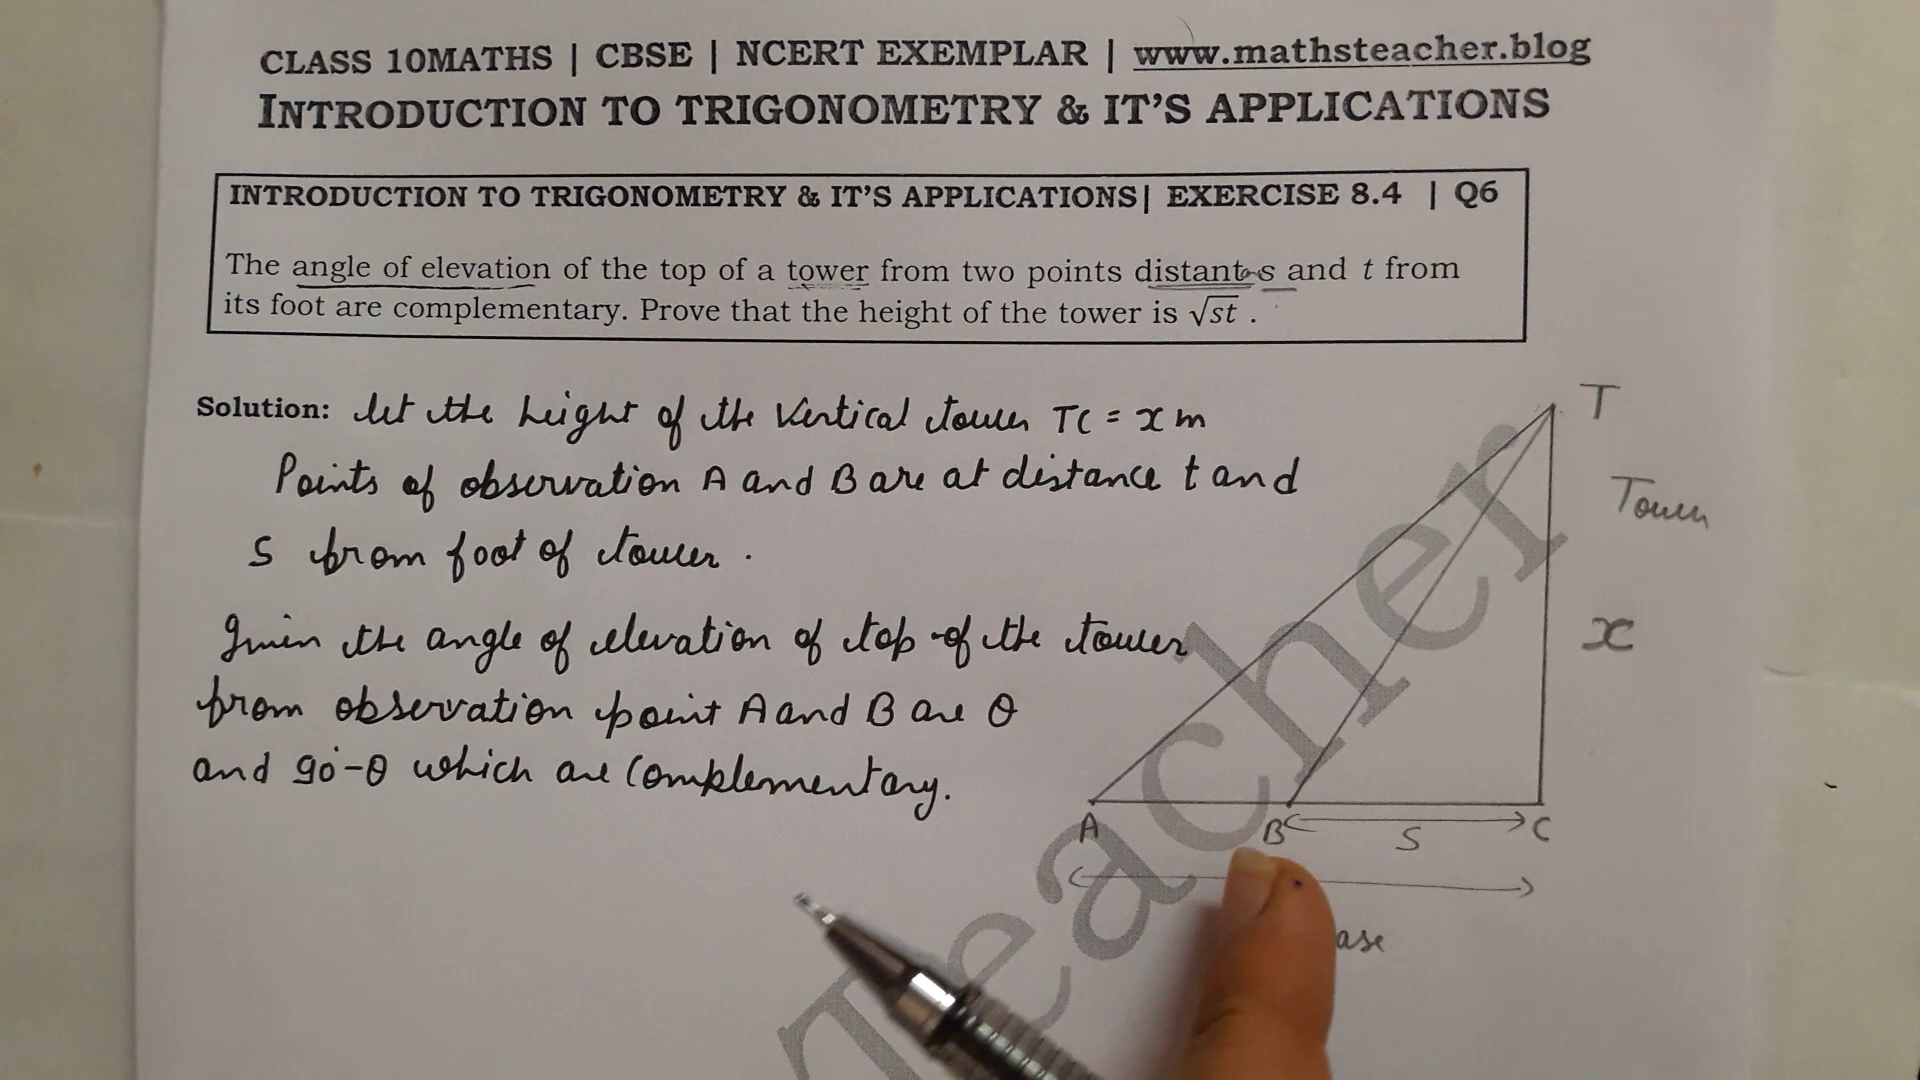 CLASS 10MATHS | CBSE | NCERT EXEMPLAR | www.mathsteacher.blog
INTRODUCTION TO TRIGONOMETRY & IT'S APPLICATIONS
INTRODUCTION TO TRIGONOMETRY & IT'S APPLICATIONS| EXERCISE 8.4 | Q6
The angle of elevation of the top of a tower from two points distant s and t from
its foot are complementary. Prove that the height of the tower is √st .
Solution: Let the height of the Vertical tower TC = x m
Points of observation A and B are at distance t and
S from foot of tower.
Given the angle of elevation of top of the tower
from observation point A and B are θ
and 90°-θ which are Complementary.
T
Tower
x
A B S C
Teacher